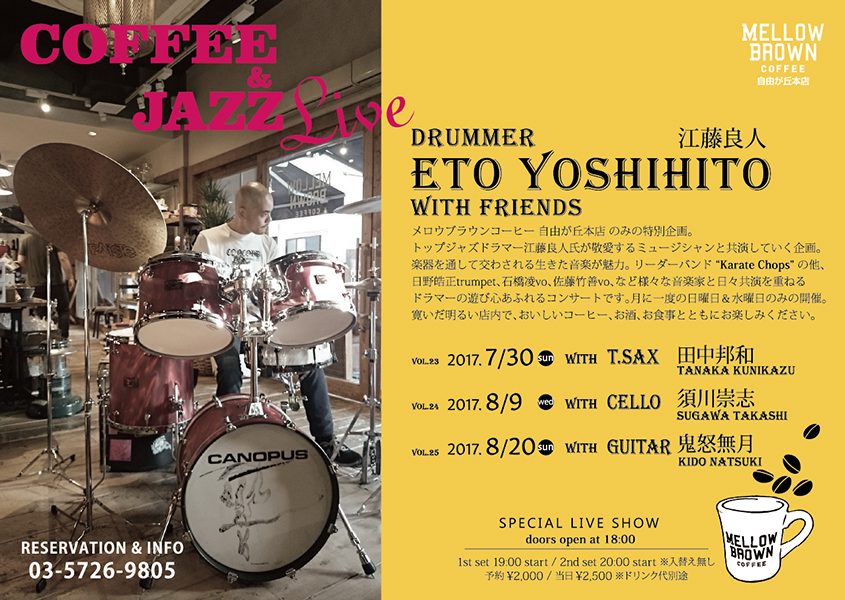 COFFEE
&
JAZZ Live
MELLOW
BROWN
COFFEE
自由が丘本店
DRUMMER 江藤良人
ETO YOSHIHITO
WITH FRIENDS
メロウブラウンコーヒー 自由が丘本店 のみの特別企画。
トップジャズドラマー江藤良人氏が敬愛するミュージシャンと共演していく企画。
楽器を通して交わされる生きた音楽が魅力。リーダーバンド "Karate Chops" の他、
日野皓正trumpet、石橋凌vo、佐藤竹善vo、など様々な音楽家と日々共演を重ねる
ドラマーの遊び心あふれるコンサートです。月に一度の日曜日＆水曜日のみの開催。
寛いだ明るい店内で、おいしいコーヒー、お酒、お食事とともにお楽しみください。
VOL.23 2017. 7/30 sun WITH T.SAX 田中邦和
TANAKA KUNIKAZU
VOL.24 2017. 8/9 wed WITH CELLO 須川崇志
SUGAWA TAKASHI
VOL.25 2017. 8/20 sun WITH GUITAR 鬼怒無月
KIDO NATSUKI
SPECIAL LIVE SHOW
doors open at 18:00
1st set 19:00 start / 2nd set 20:00 start ※入替え無し
予約 ¥2,000 / 当日 ¥2,500 ※ドリンク代別途
MELLOW
BROWN
COFFEE
MELLOW
BROWN
& COFFEE
CANOPUS
RESERVATION & INFO
03-5726-9805